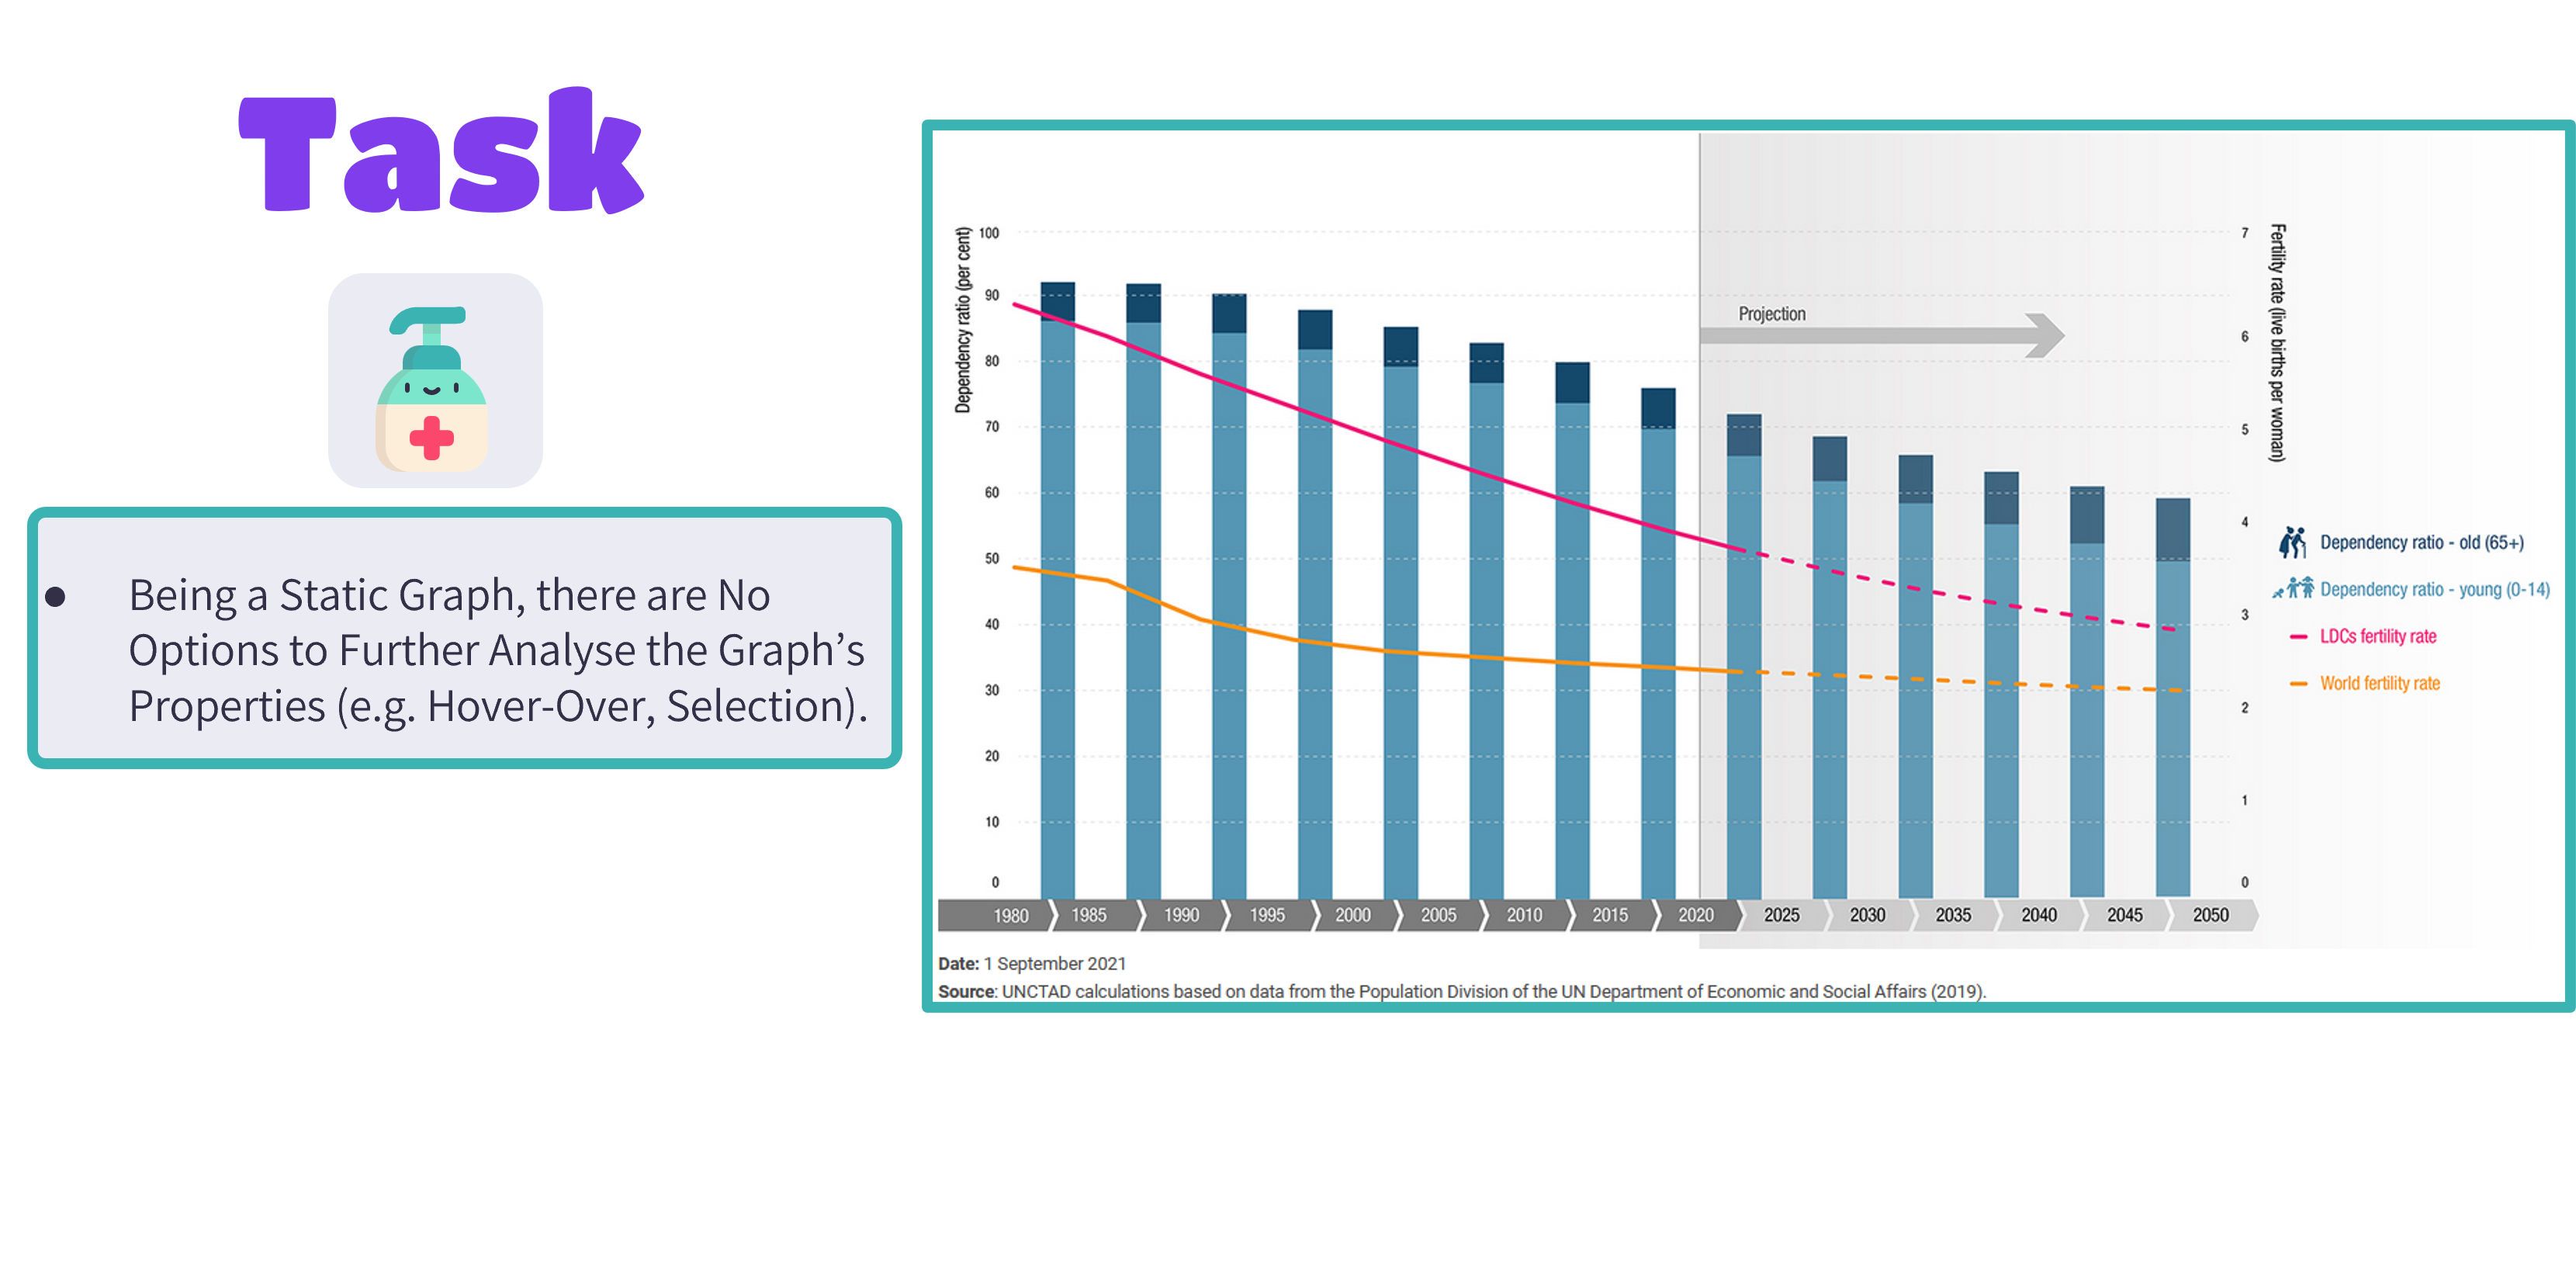 Task
• Being a Static Graph, there are No
Options to Further Analyse the Graph’s
Properties (e.g. Hover-Over, Selection).
Dependency ratio (per cent)
100
90
80
70
60
50
40
30
20
10
0
Projection
7
6
5
4
3
2
1
0
Fertility rate (live births per woman)
Dependency ratio - old (65+)
Dependency ratio - young (0-14)
LDCs fertility rate
World fertility rate
1980 1985 1990 1995 2000 2005 2010 2015 2020 2025 2030 2035 2040 2045 2050
Date: 1 September 2021
Source: UNCTAD calculations based on data from the Population Division of the UN Department of Economic and Social Affairs (2019).